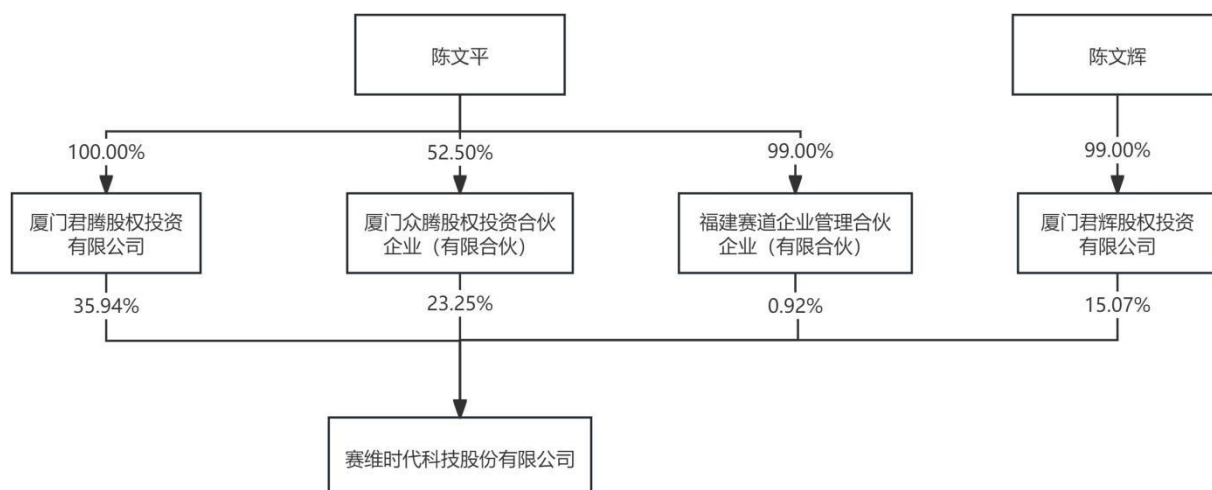 陈文平
陈文辉
100.00%
52.50%
99.00%
99.00%
厦门君腾股权投资
有限公司
厦门众腾股权投资合伙
企业（有限合伙）
福建赛道企业管理合伙
企业（有限合伙）
厦门君辉股权投资
有限公司
35.94%
23.25%
0.92%
15.07%
赛维时代科技股份有限公司